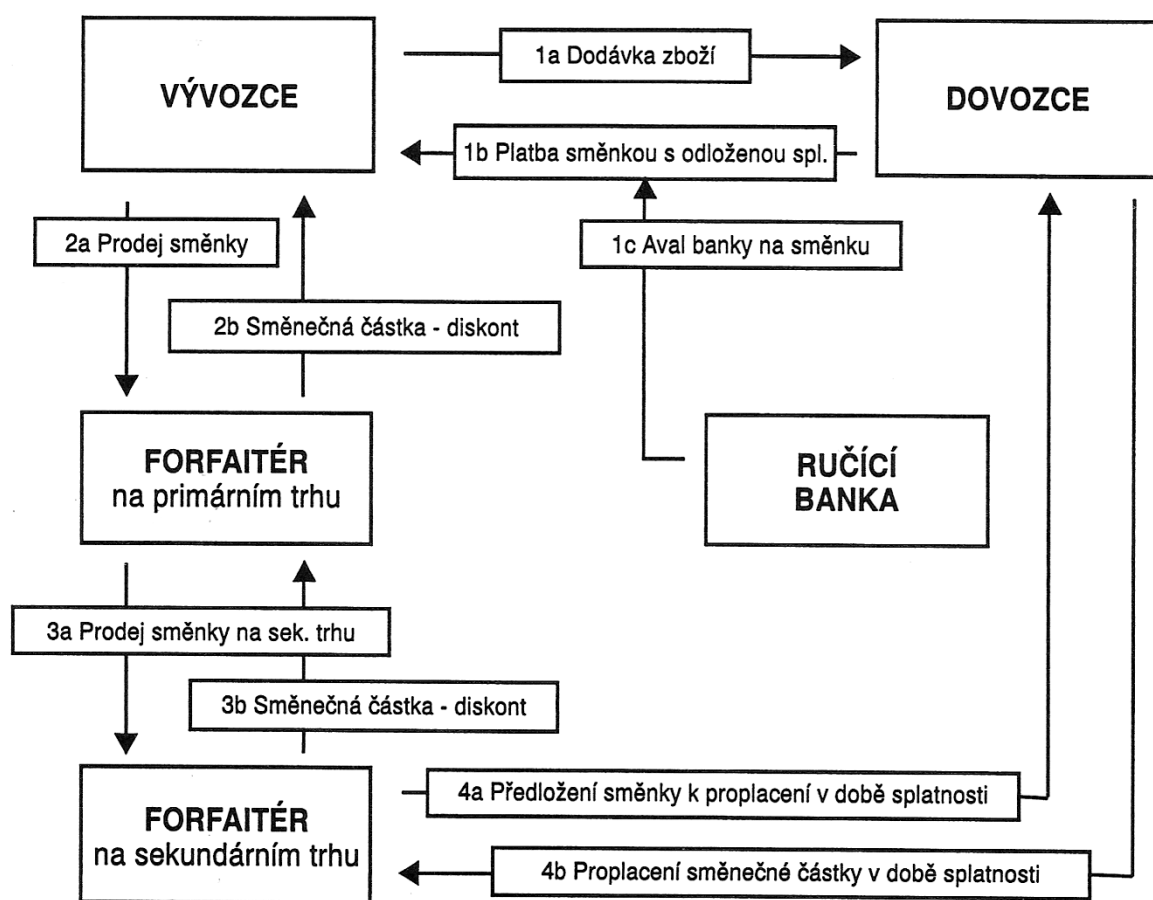 1a Dodávka zboží
VÝVOZCE
DOVOZCE
1b Platba směnkou s odloženou spl.
2a Prodej směnky
1c Aval banky na směnku
2b Směnečná částka - diskont
FORFAITÉR
na primárním trhu
RUČÍCÍ
BANKA
3a Prodej směnky na sek. trhu
3b Směnečná částka - diskont
4a Předložení směnky k proplacení v době splatnosti
FORFAITÉR
na sekundárním trhu
4b Proplacení směnečné částky v době splatnosti